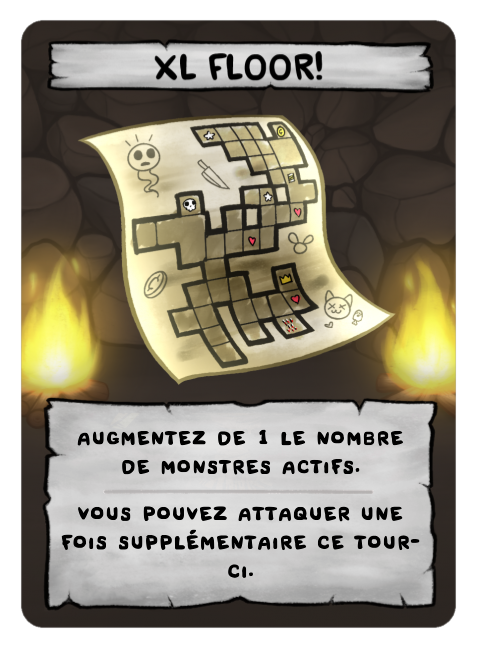 XL FLOOR!
AUGMENTEZ DE 1 LE NOMBRE
DE MONSTRES ACTIFS.
VOUS POUVEZ ATTAQUER UNE
FOIS SUPPLÉMENTAIRE CE TOUR-
CI.